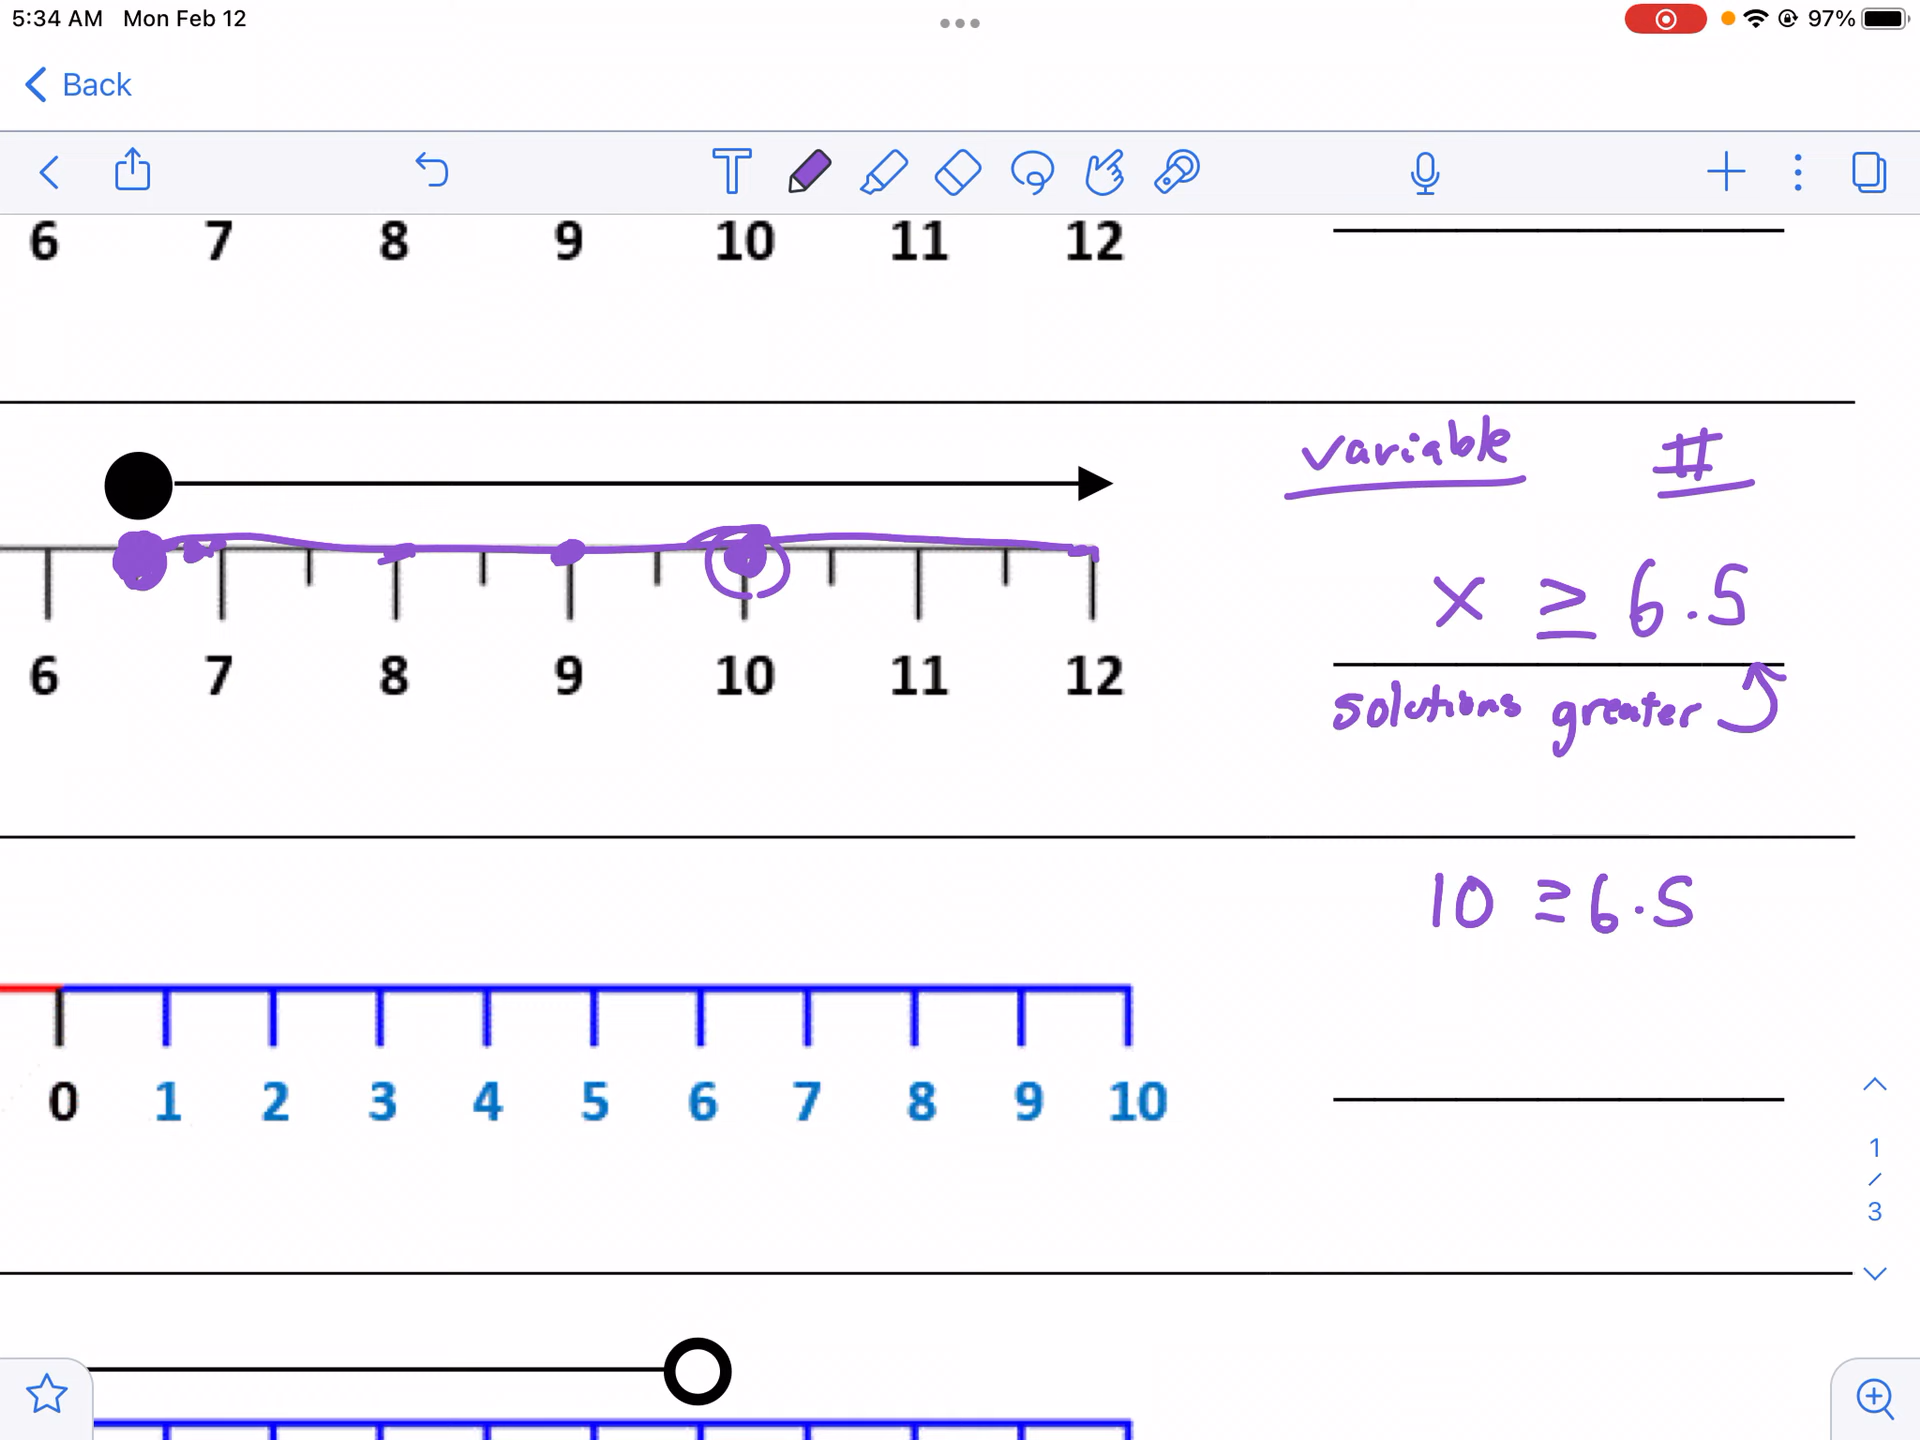 5:34 AM Mon Feb 12
97%
Back
6 7 8 9 10 11 12
variable #
x ≥ 6.5
6 7 8 9 10 11 12
solutions greater
10 ≥ 6.5
0 1 2 3 4 5 6 7 8 9 10
1
/
3